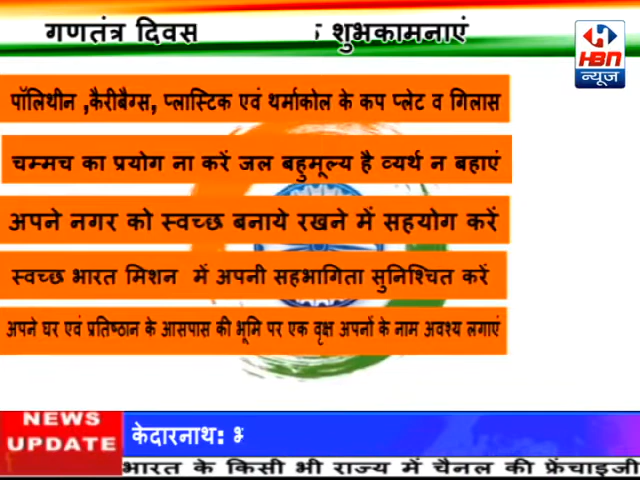 गणतंत्र दिवस शुभकामनाएं
HBN
न्यूज
पॉलिथीन ,कैरीबैग्स, प्लास्टिक एवं थर्माकोल के कप प्लेट व गिलास
चम्मच का प्रयोग ना करें जल बहुमूल्य है व्यर्थ न बहाएं
अपने नगर को स्वच्छ बनाये रखने में सहयोग करें
स्वच्छ भारत मिशन में अपनी सहभागिता सुनिश्चित करें
अपने घर एवं प्रतिष्ठान के आसपास की भूमि पर एक वृक्ष अपनों के नाम अवश्य लगाएं
NEWS
UPDATE
केदारनाथ:
भारत के किसी भी राज्य में चैनल की फ्रेंचाइजी